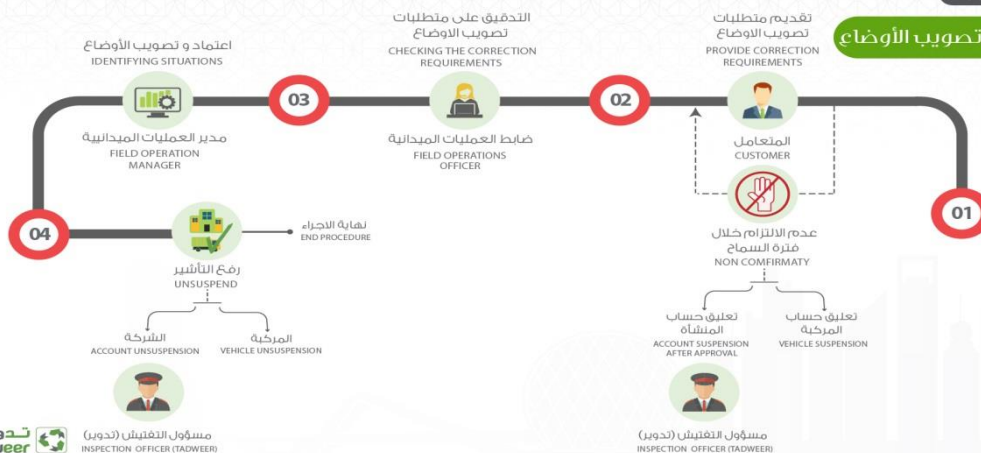 تصويب الأوضاع
01
تقديم متطلبات
تصويب الاوضاع
PROVIDE CORRECTION
REQUIREMENTS
المتعامل
CUSTOMER
عدم الالتزام خلال
فترة السماح
NON COMFIRMATY
تعليق حساب
المركبة
VEHICLE SUSPENSION
تعليق حساب
المنشأة
ACCOUNT SUSPENSION
AFTER APPROVAL
مسؤول التفتيش (تدوير)
INSPECTION OFFICER (TADWEER)
02
التدقيق على متطلبات
تصويب الاوضاع
CHECKING THE CORRECTION
REQUIREMENTS
ضابط العمليات الميدانية
FIELD OPERATIONS
OFFICER
03
اعتماد و تصويب الأوضاع
IDENTIFYING SITUATIONS
مدير العمليات الميدانيية
FIELD OPERATION
MANAGER
04
رفع التأشير
UNSUSPEND
نهاية الاجراء
END PROCEDURE
المركبة
VEHICLE UNSUSPENSION
الشركة
ACCOUNT UNSUSPENSION
مسؤول التفتيش (تدوير)
INSPECTION OFFICER (TADWEER)